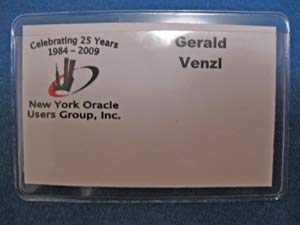 Celebrating 25 Years
1984 – 2009
New York Oracle
Users Group, Inc.
Gerald
Venzl